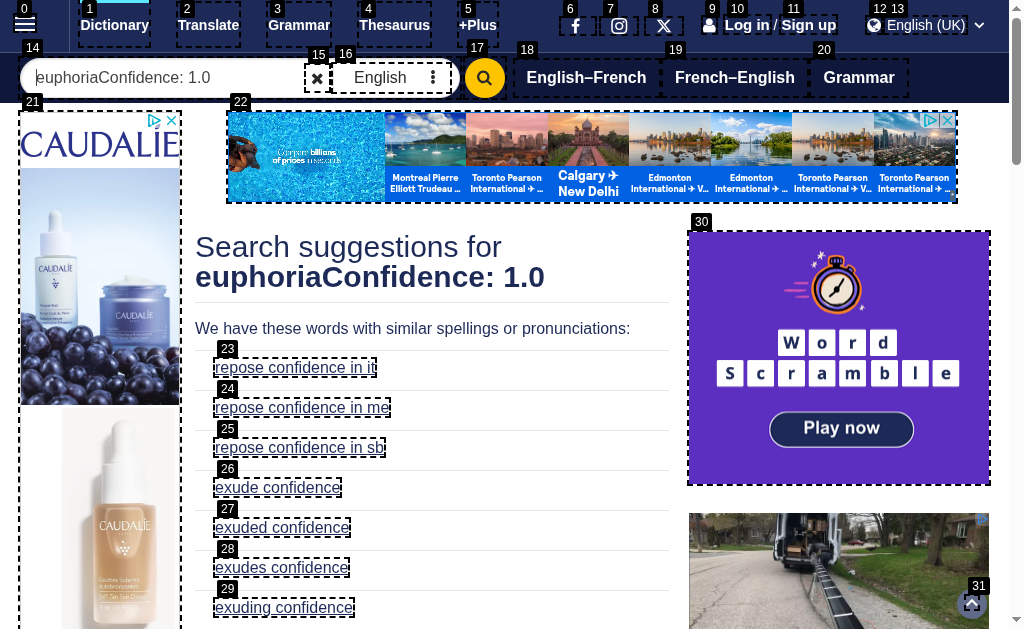 0 1 2 3 4 5 6 7 8 9 10 11 12 13
Dictionary Translate Grammar Thesaurus +Plus Log in / Sign up English (UK)
14 15 16 17 18 19 20
euphoriaConfidence: 1.0 English English–French French–English Grammar
21 22
CAUDALÍE
Compare billions
of prices in seconds
Montreal Pierre
Elliott Trudeau ...
Toronto Pearson
International ✈ ...
Calgary ✈
New Delhi
Edmonton
International ✈ V...
Edmonton
International ✈ ...
Toronto Pearson
International ✈ V...
Toronto Pearson
International ✈ ...
CAUDALÍE
CAUDALÍE
CAUDALÍE
Search suggestions for
euphoriaConfidence: 1.0
We have these words with similar spellings or pronunciations:
23
repose confidence in it
24
repose confidence in me
25
repose confidence in sb
26
exude confidence
27
exuded confidence
28
exudes confidence
29
exuding confidence
30
Word
Scramble
Play now
31